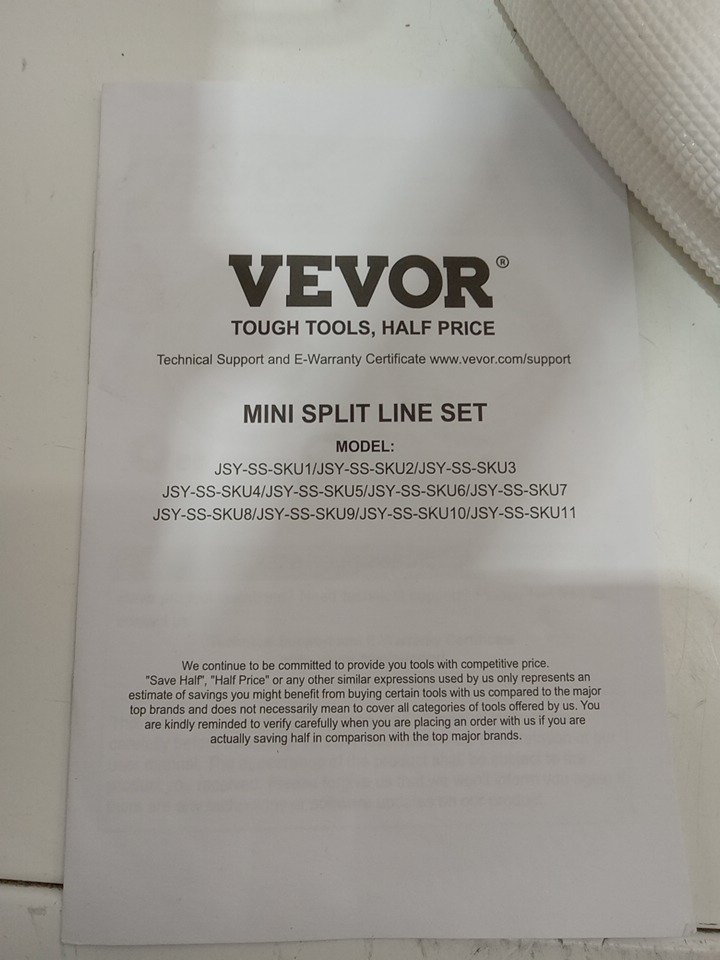 VEVOR®
TOUGH TOOLS, HALF PRICE
Technical Support and E-Warranty Certificate www.vevor.com/support
MINI SPLIT LINE SET
MODEL:
JSY-SS-SKU1/JSY-SS-SKU2/JSY-SS-SKU3
JSY-SS-SKU4/JSY-SS-SKU5/JSY-SS-SKU6/JSY-SS-SKU7
JSY-SS-SKU8/JSY-SS-SKU9/JSY-SS-SKU10/JSY-SS-SKU11
We continue to be committed to provide you tools with competitive price.
"Save Half", "Half Price" or any other similar expressions used by us only represents an
estimate of savings you might benefit from buying certain tools with us compared to the major
top brands and does not necessarily mean to cover all categories of tools offered by us. You
are kindly reminded to verify carefully when you are placing an order with us if you are
actually saving half in comparison with the top major brands.